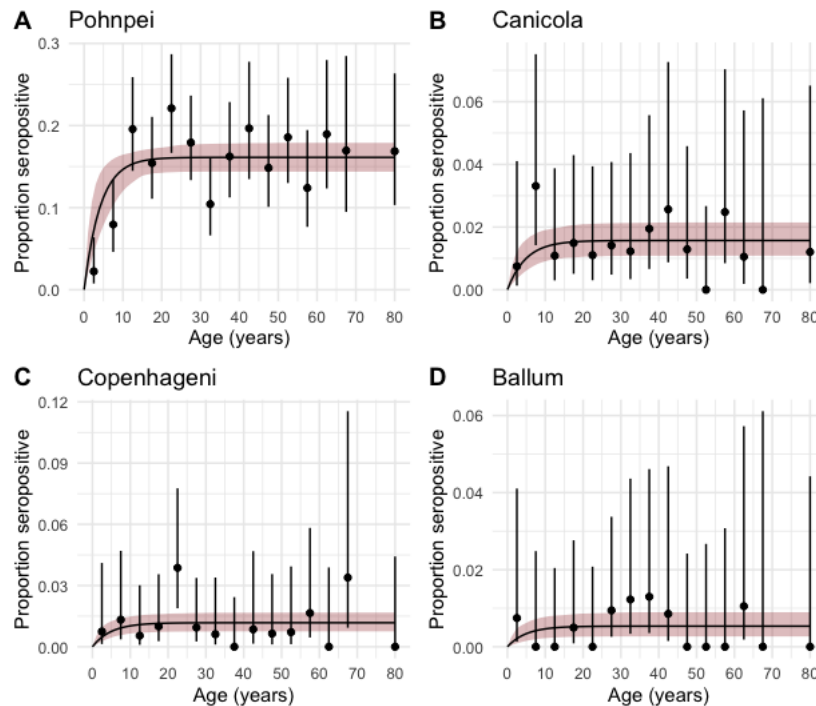 A Pohnpei
Proportion seropositive
0.3
0.2
0.1
0.0
0 10 20 30 40 50 60 70 80
Age (years)
B Canicola
Proportion seropositive
0.06
0.04
0.02
0.00
0 10 20 30 40 50 60 70 80
Age (years)
C Copenhageni
Proportion seropositive
0.12
0.09
0.06
0.03
0.00
0 10 20 30 40 50 60 70 80
Age (years)
D Ballum
Proportion seropositive
0.06
0.04
0.02
0.00
0 10 20 30 40 50 60 70 80
Age (years)